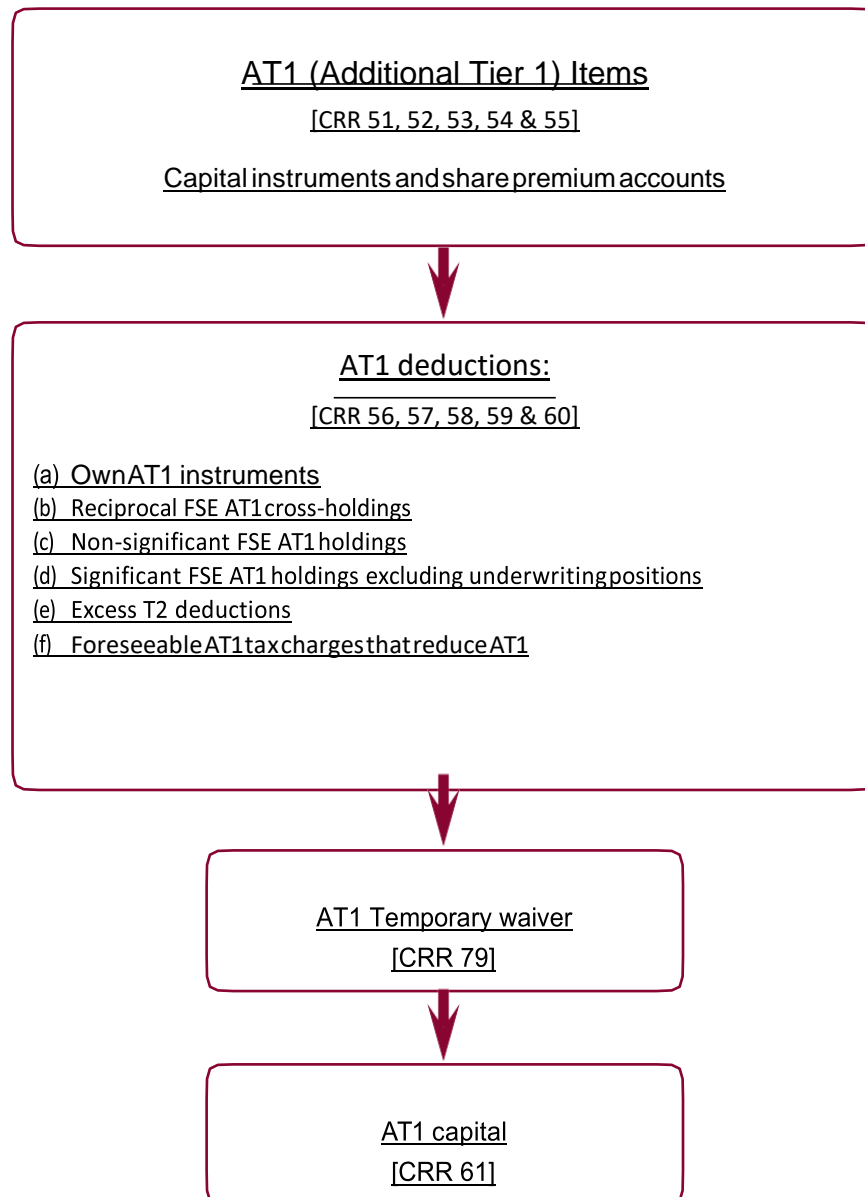 AT1 (Additional Tier 1) Items
[CRR 51, 52, 53, 54 & 55]
Capital instruments and share premium accounts
AT1 deductions:
[CRR 56, 57, 58, 59 & 60]
(a) Own AT1 instruments
(b) Reciprocal FSE AT1 cross-holdings
(c) Non-significant FSE AT1 holdings
(d) Significant FSE AT1 holdings excluding underwriting positions
(e) Excess T2 deductions
(f) Foreseeable AT1 tax charges that reduce AT1
AT1 Temporary waiver
[CRR 79]
AT1 capital
[CRR 61]